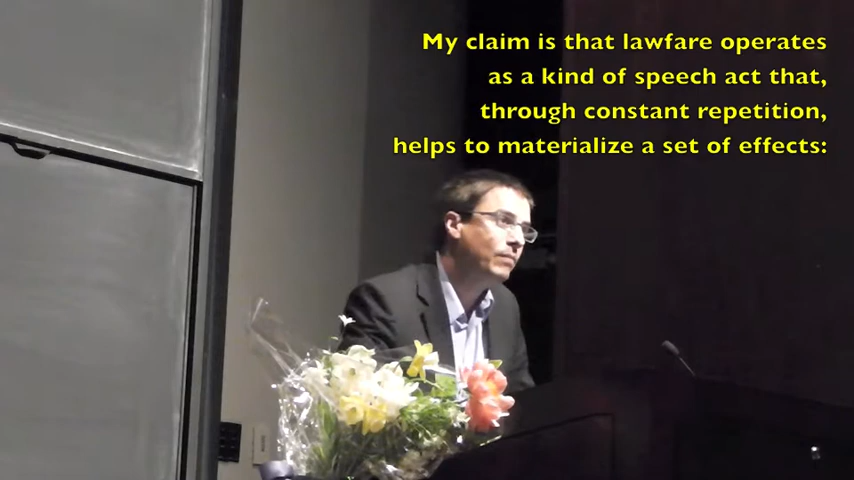 My claim is that lawfare operates
as a kind of speech act that,
through constant repetition,
helps to materialize a set of effects: